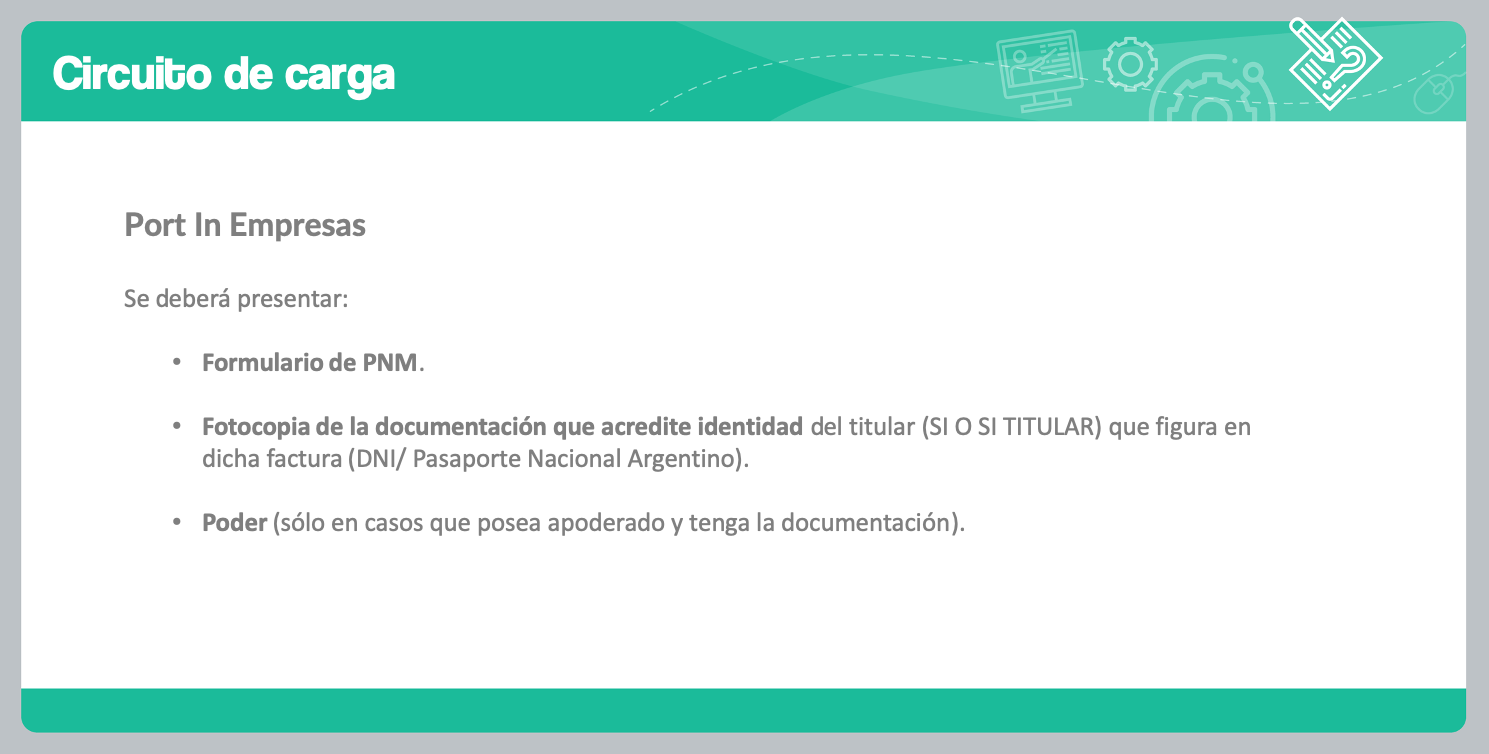 Circuito de carga
Port In Empresas
Se deberá presentar:
• Formulario de PNM.
• Fotocopia de la documentación que acredite identidad del titular (SI O SI TITULAR) que figura en
dicha factura (DNI/ Pasaporte Nacional Argentino).
• Poder (sólo en casos que posea apoderado y tenga la documentación).